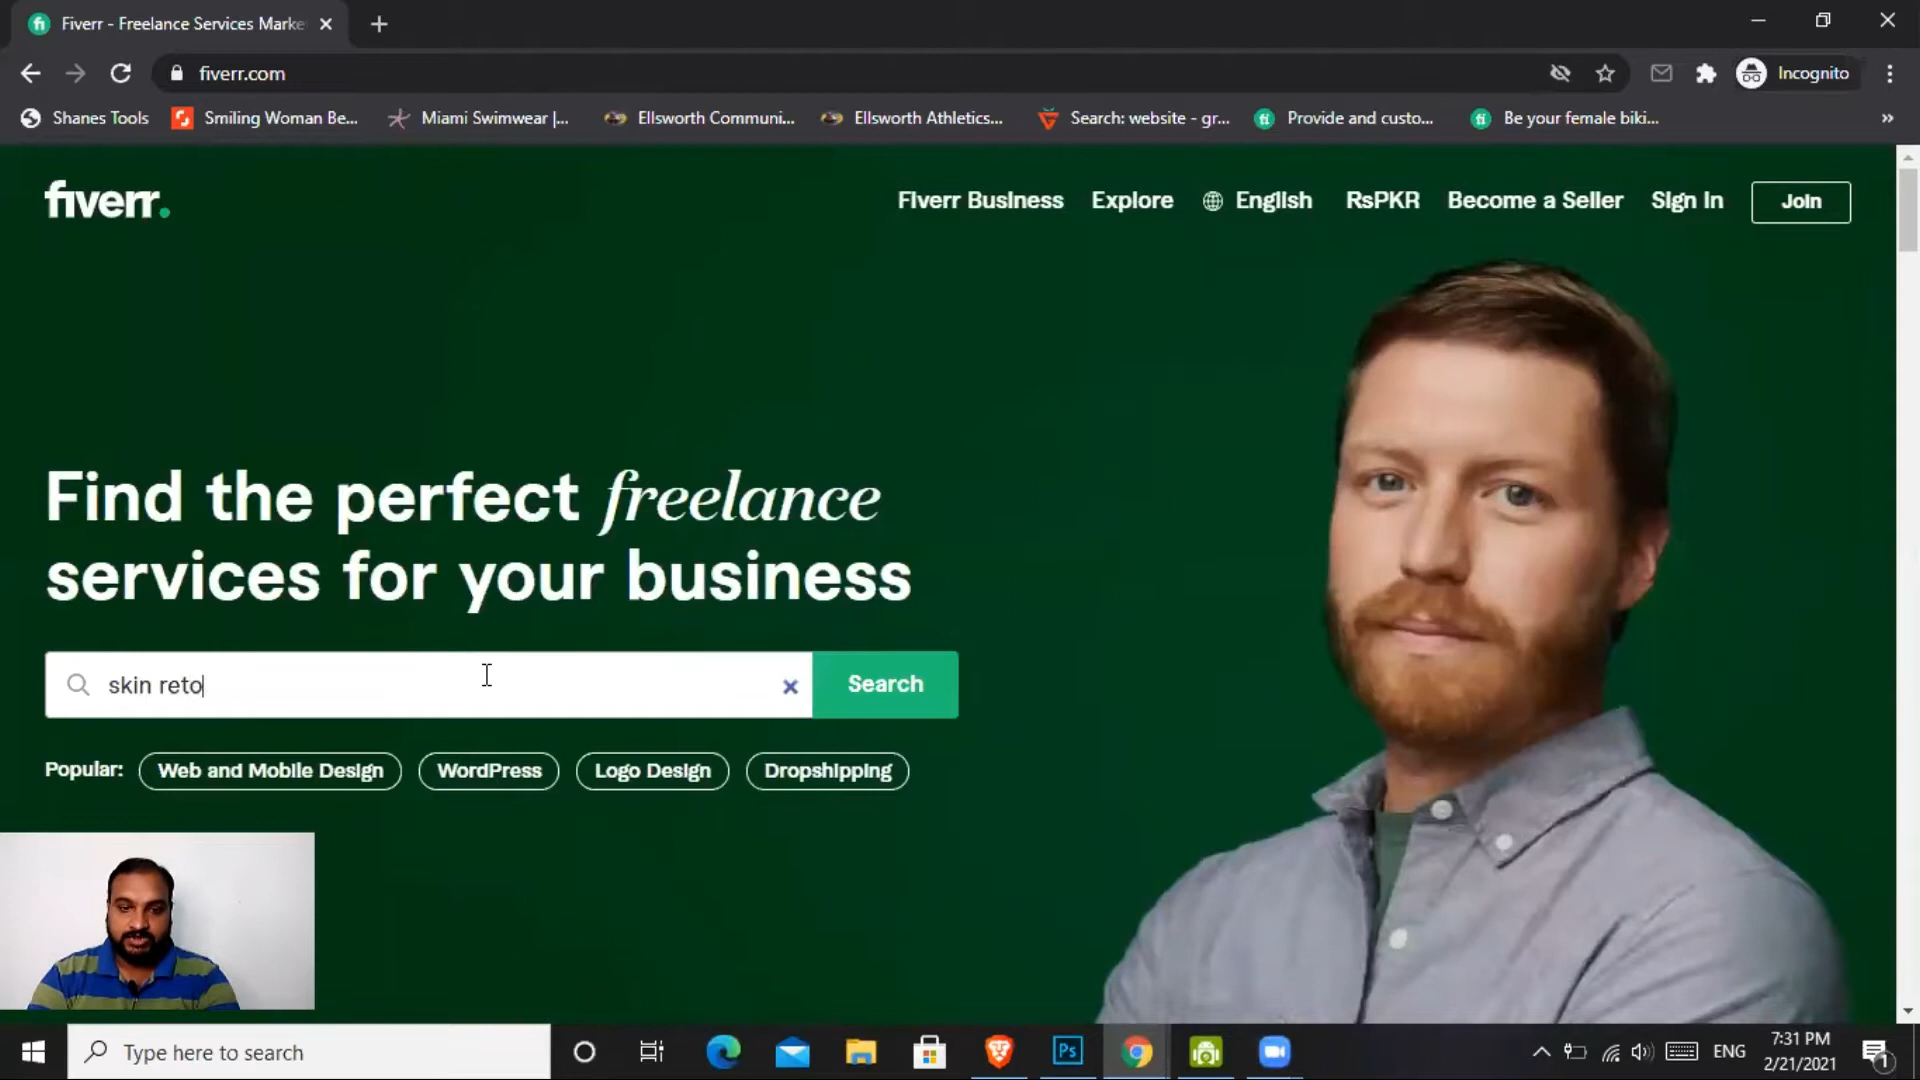 Fiverr - Freelance Services Marke
fiverr.com
Incognito
Shanes Tools
Smiling Woman Be...
Miami Swimwear |...
Ellsworth Communi...
Ellsworth Athletics...
Search: website - gr...
Provide and custo...
Be your female biki...
»
fiverr.
Fiverr Business
Explore
English
RsPKR
Become a Seller
Sign In
Join
Find the perfect freelance
services for your business
skin reto
Search
Popular:
Web and Mobile Design
WordPress
Logo Design
Dropshipping
Type here to search
Ps
ENG
7:31 PM
2/21/2021
1